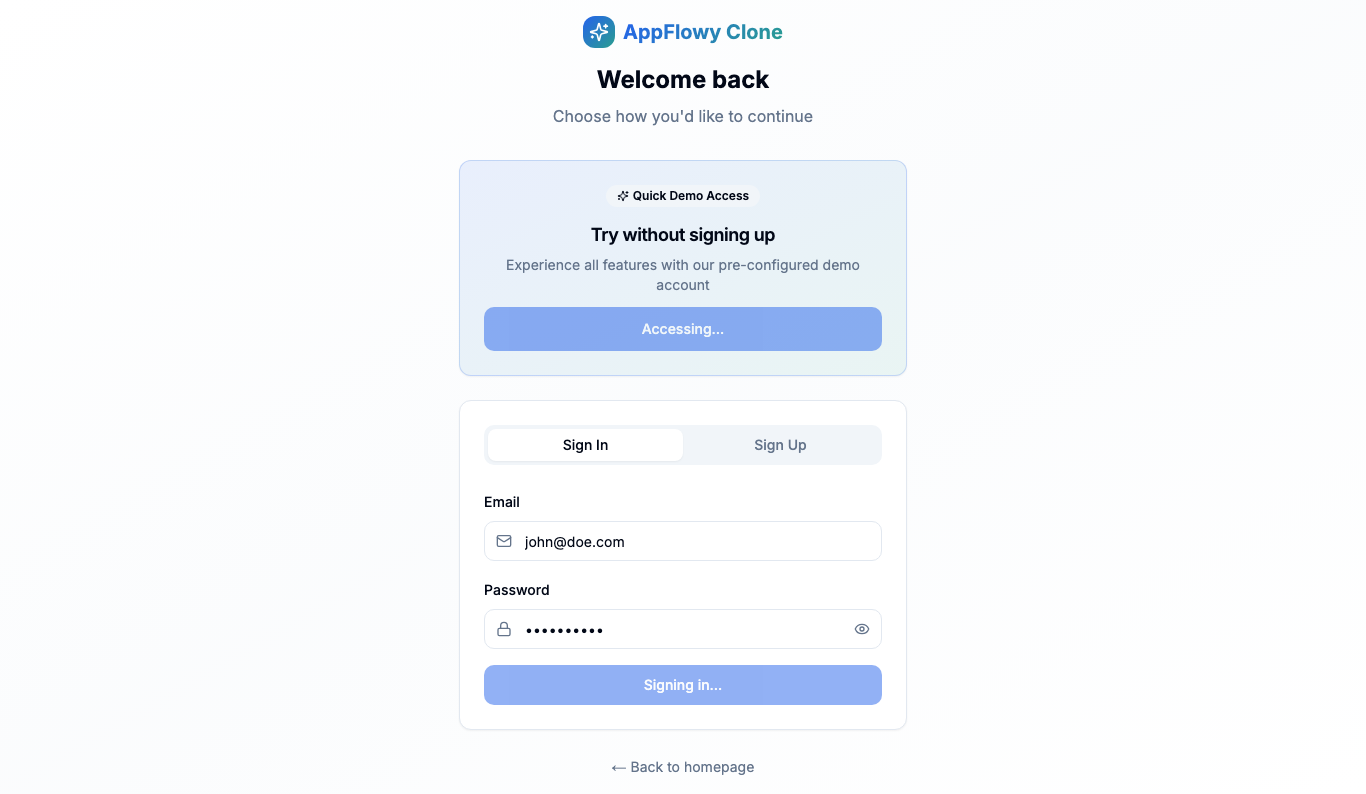 AppFlowy Clone
Welcome back
Choose how you'd like to continue
Quick Demo Access
Try without signing up
Experience all features with our pre-configured demo
account
Accessing...
Sign In
Sign Up
Email
john@doe.com
Password
••••••••••
Signing in...
← Back to homepage